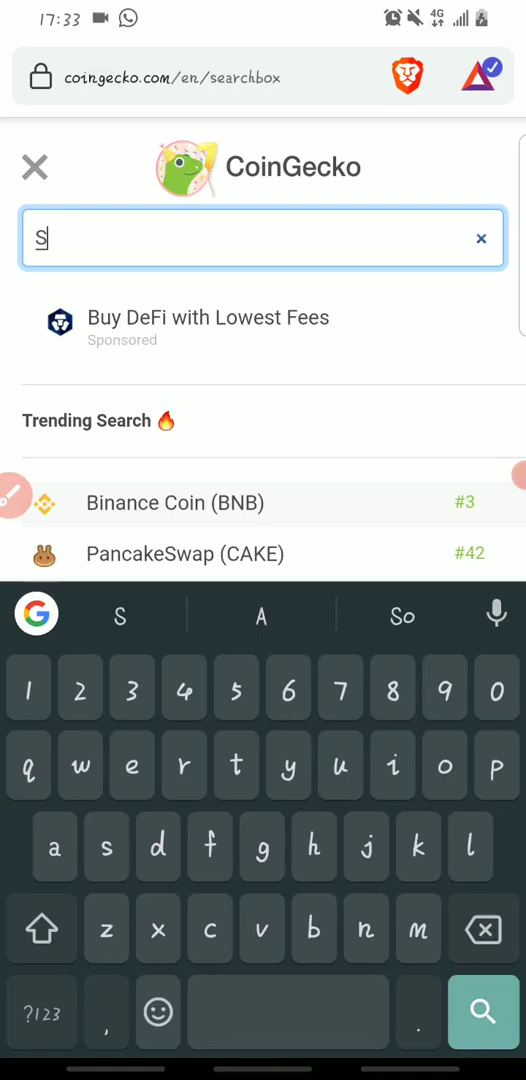 17:33 4G
coingecko.com/en/searchbox
CoinGecko
S
×
Buy DeFi with Lowest Fees
Sponsored
Trending Search 🔥
Binance Coin (BNB) #3
PancakeSwap (CAKE) #42
S A So
1 2 3 4 5 6 7 8 9 0
q w e r t y u i o p
a s d f g h j k l
z x c v b n m
?123 , .